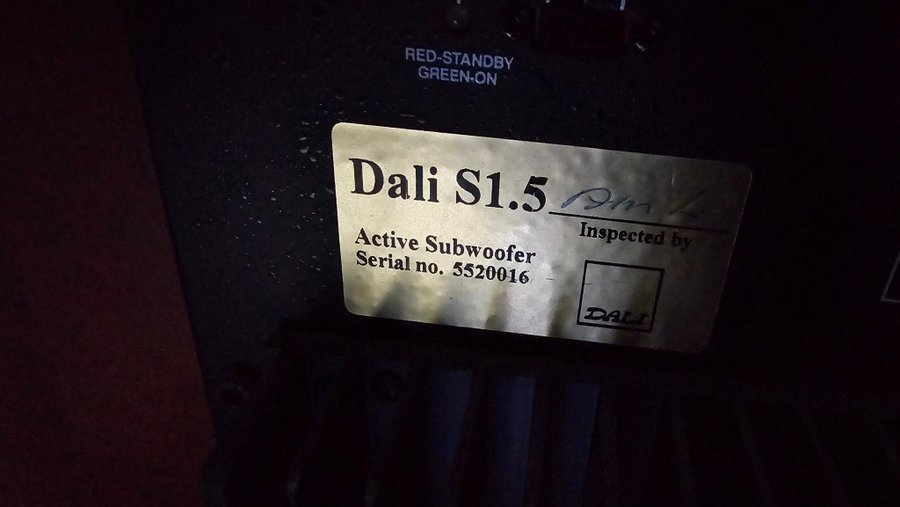 RED-STANDBY
GREEN-ON
Dali S1.5
Inspected by
Active Subwoofer
Serial no. 5520016
DALI